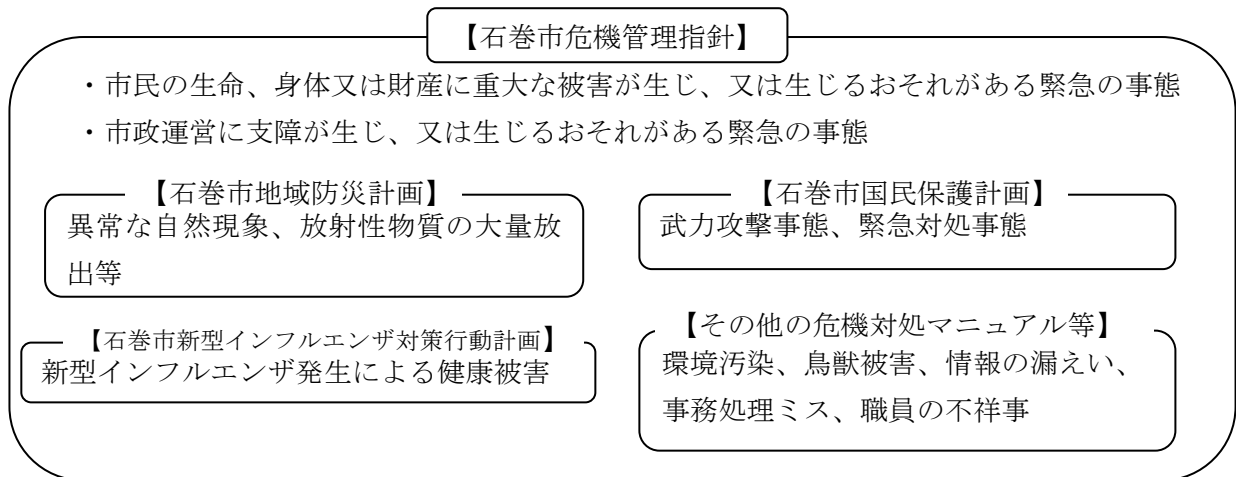 【石巻市危機管理指針】
・市民の生命、身体又は財産に重大な被害が生じ、又は生じるおそれがある緊急の事態
・市政運営に支障が生じ、又は生じるおそれがある緊急の事態
【石巻市地域防災計画】
異常な自然現象、放射性物質の大量放
出等
【石巻市国民保護計画】
武力攻撃事態、緊急対処事態
【石巻市新型インフルエンザ対策行動計画】
新型インフルエンザ発生による健康被害
【その他の危機対処マニュアル等】
環境汚染、鳥獣被害、情報の漏えい、
事務処理ミス、職員の不祥事